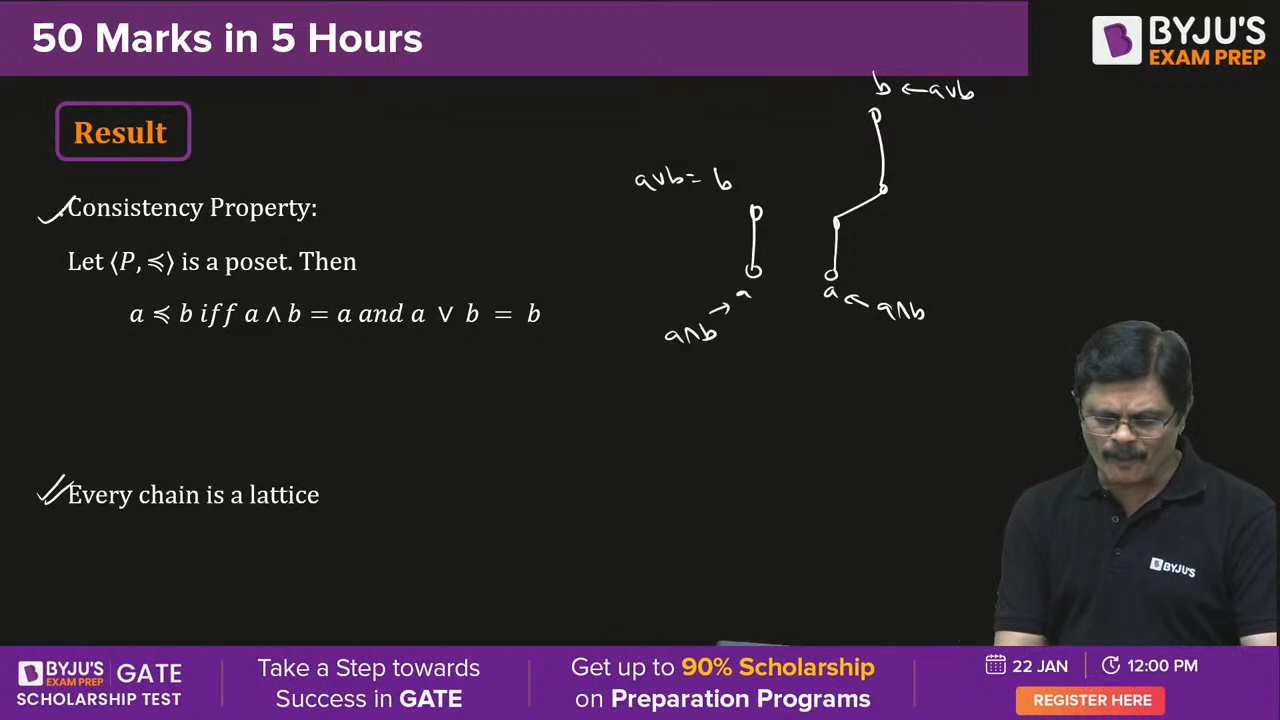 50 Marks in 5 Hours
BYJU'S
EXAM PREP
Result
Consistency Property:
Let ⟨P, ≼⟩ is a poset. Then
a ≼ b iff a ∧ b = a and a ∨ b = b
Every chain is a lattice
a∨b = b
a
a∧b
b ← a∨b
a ← a∧b
BYJU'S
BYJU'S
EXAM PREP
GATE
SCHOLARSHIP TEST
Take a Step towards
Success in GATE
Get up to 90% Scholarship
on Preparation Programs
22 JAN
12:00 PM
REGISTER HERE